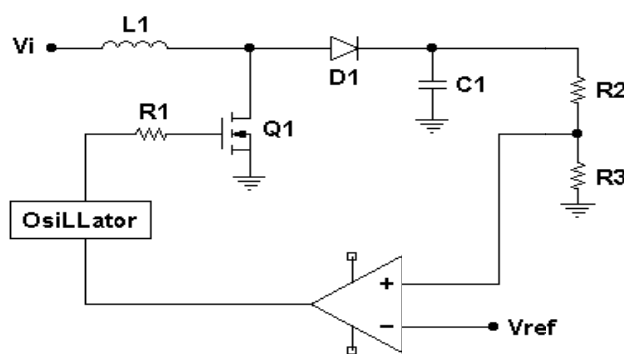 L1
Vi
D1
C1
R2
R1
Q1
R3
OsiLLator
+
−
Vref